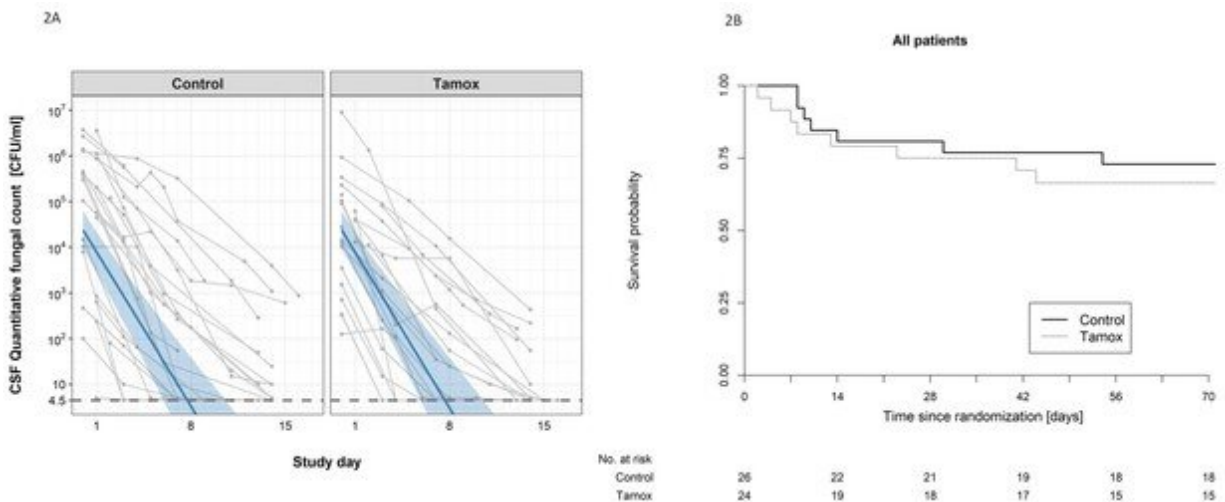 2A
Control
Tamox
CSF Quantitative fungal count [CFU/ml]
10⁷
10⁶
10⁵
10⁴
10³
10²
10
4.5
1 8 15
1 8 15
Study day
2B
All patients
Survival probability
1.00
0.75
0.50
0.25
0.00
Control
Tamox
0 14 28 42 56 70
Time since randomization [days]
No. at risk
Control 26 22 21 19 18 18
Tamox 24 19 18 17 15 18